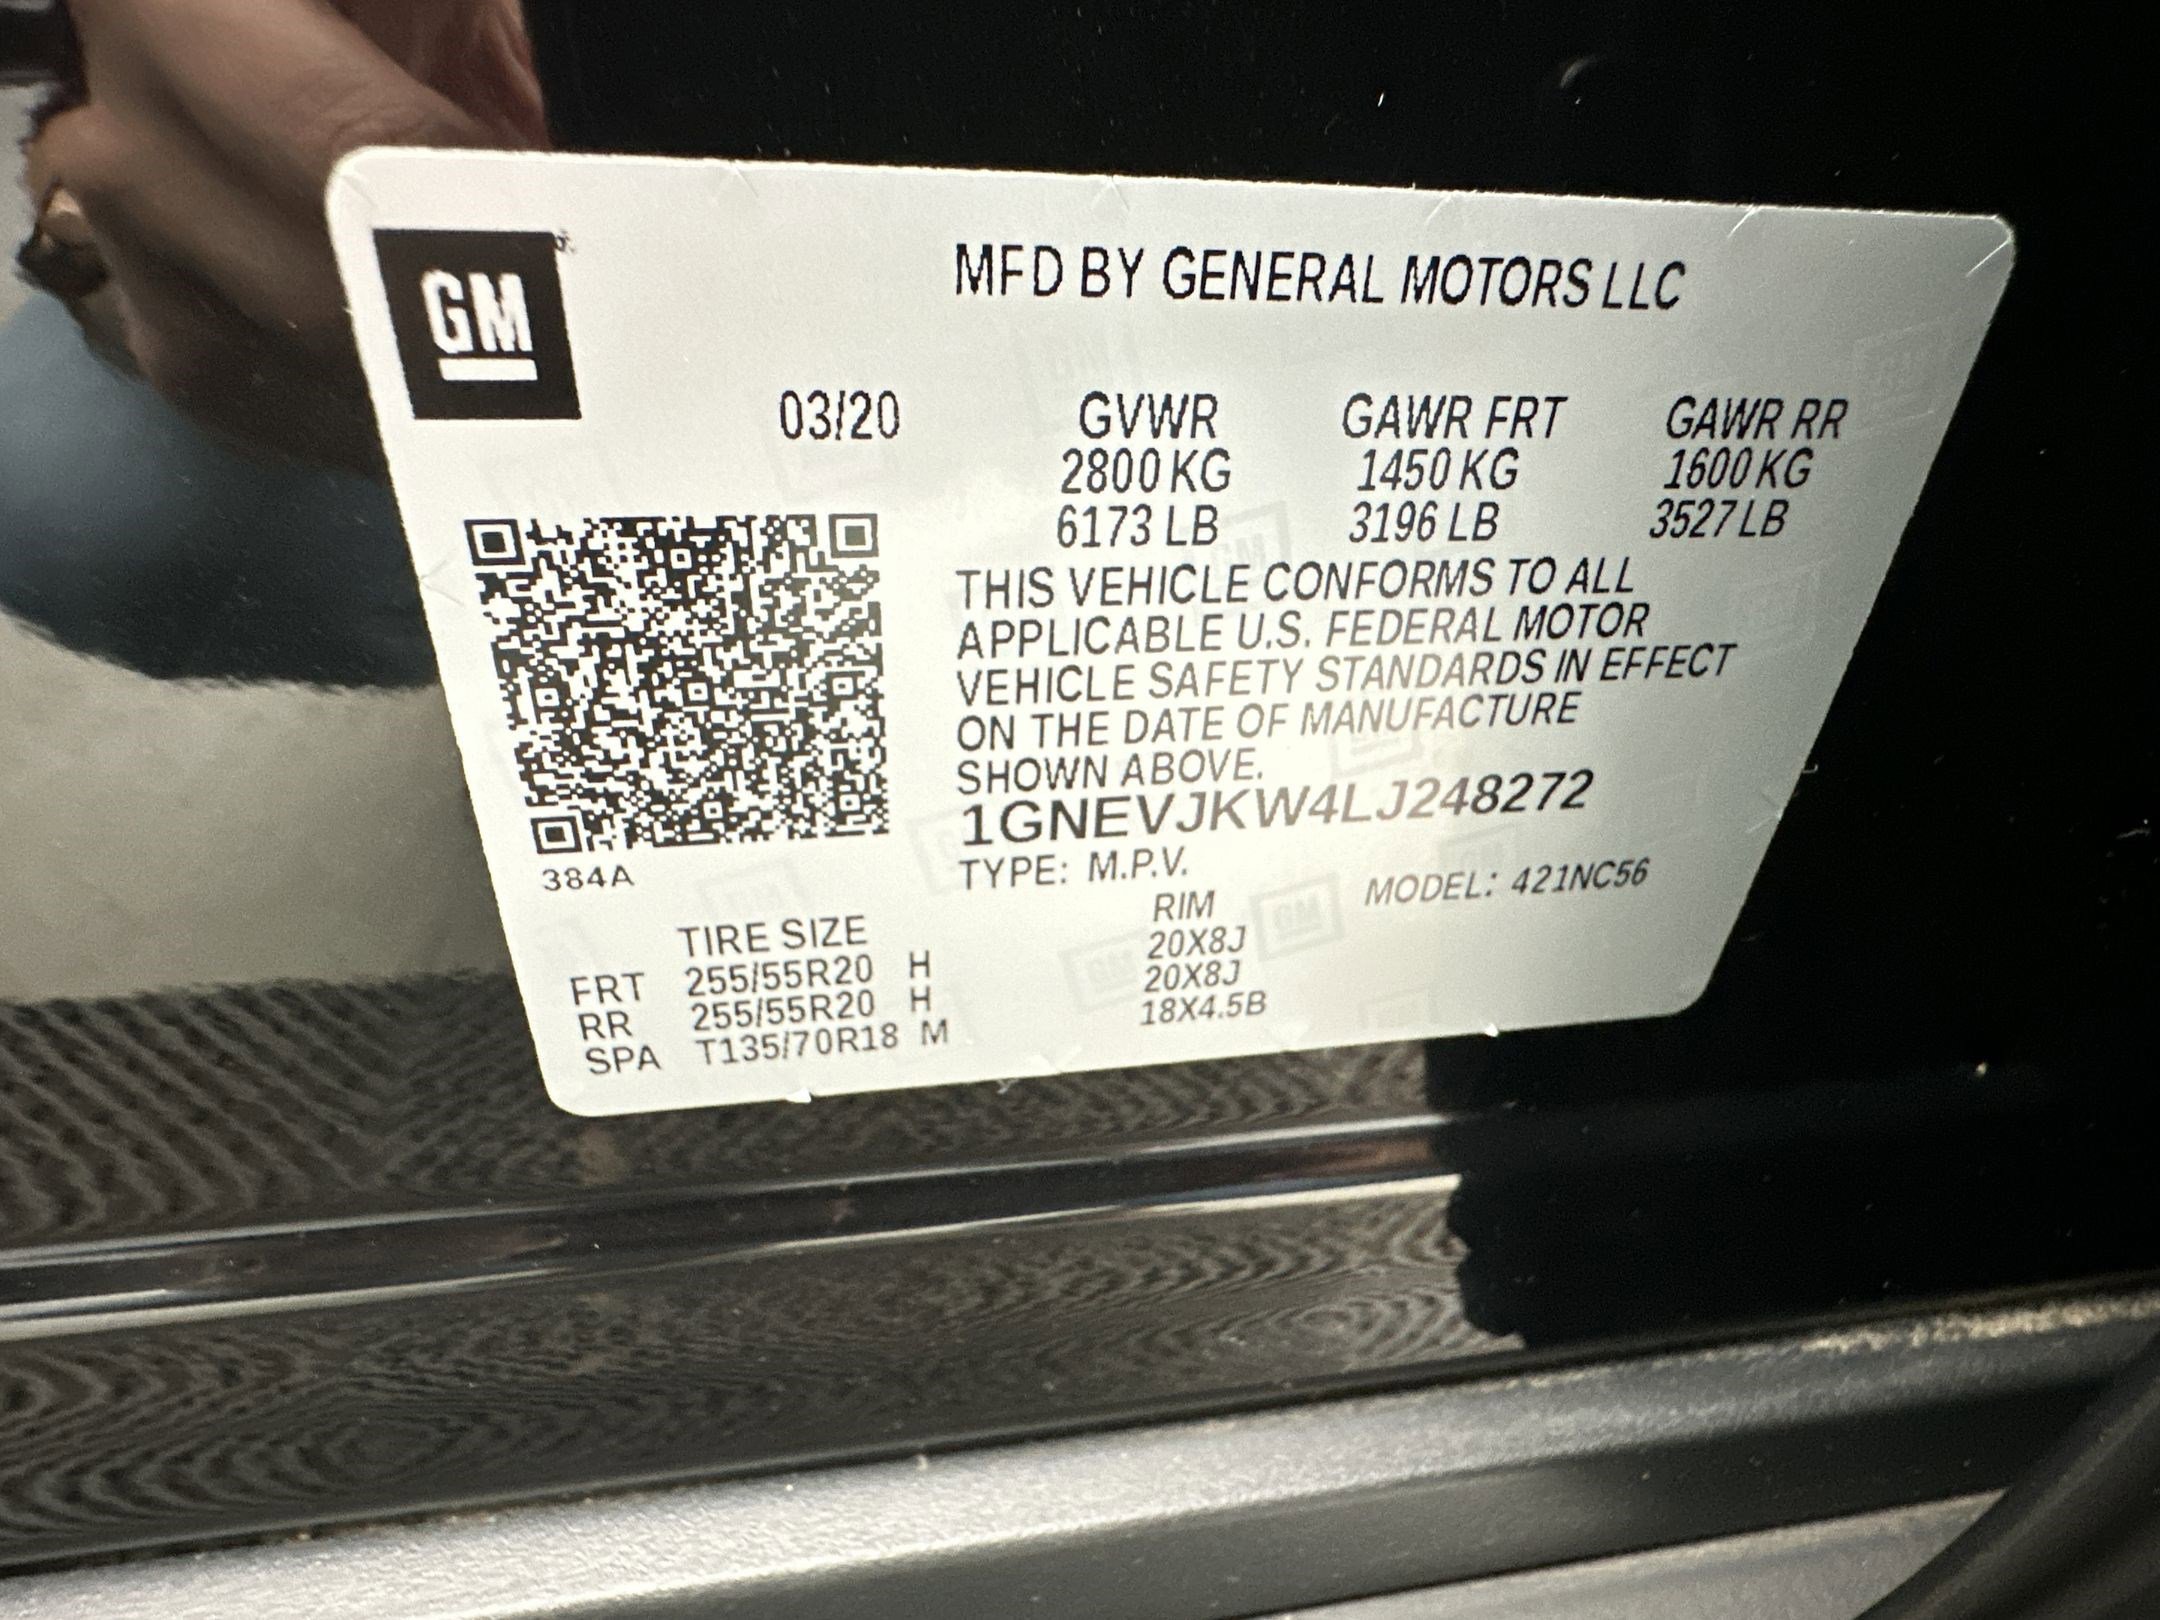 GM
MFD BY GENERAL MOTORS LLC
03/20 GVWR GAWR FRT GAWR RR
2800 KG 1450 KG 1600 KG
6173 LB 3196 LB 3527 LB
THIS VEHICLE CONFORMS TO ALL
APPLICABLE U.S. FEDERAL MOTOR
VEHICLE SAFETY STANDARDS IN EFFECT
ON THE DATE OF MANUFACTURE
SHOWN ABOVE.
1GNEVJKW4LJ248272
384A
TYPE: M.P.V. MODEL: 421NC56
TIRE SIZE RIM
FRT 255/55R20 H 20X8J
RR 255/55R20 H 20X8J
SPA T135/70R18 M 18X4.5B